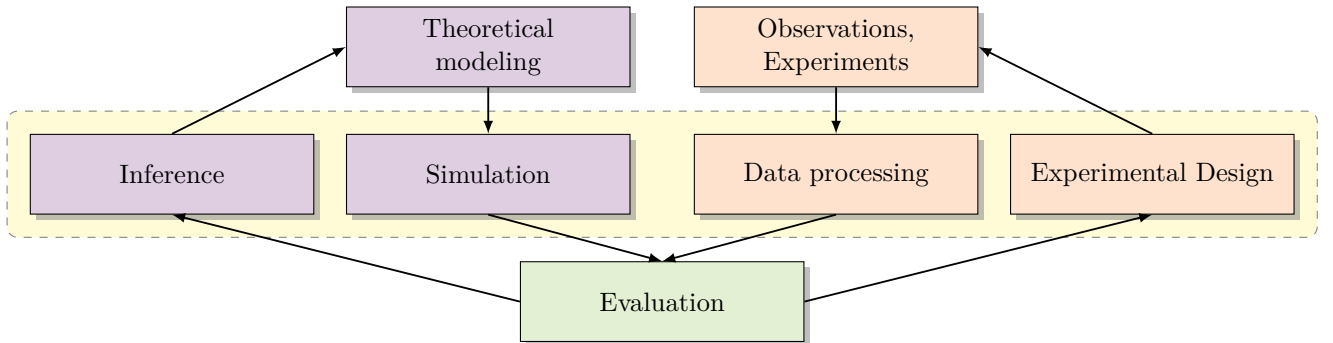 Theoretical
modeling
Observations,
Experiments
Inference
Simulation
Data processing
Experimental Design
Evaluation